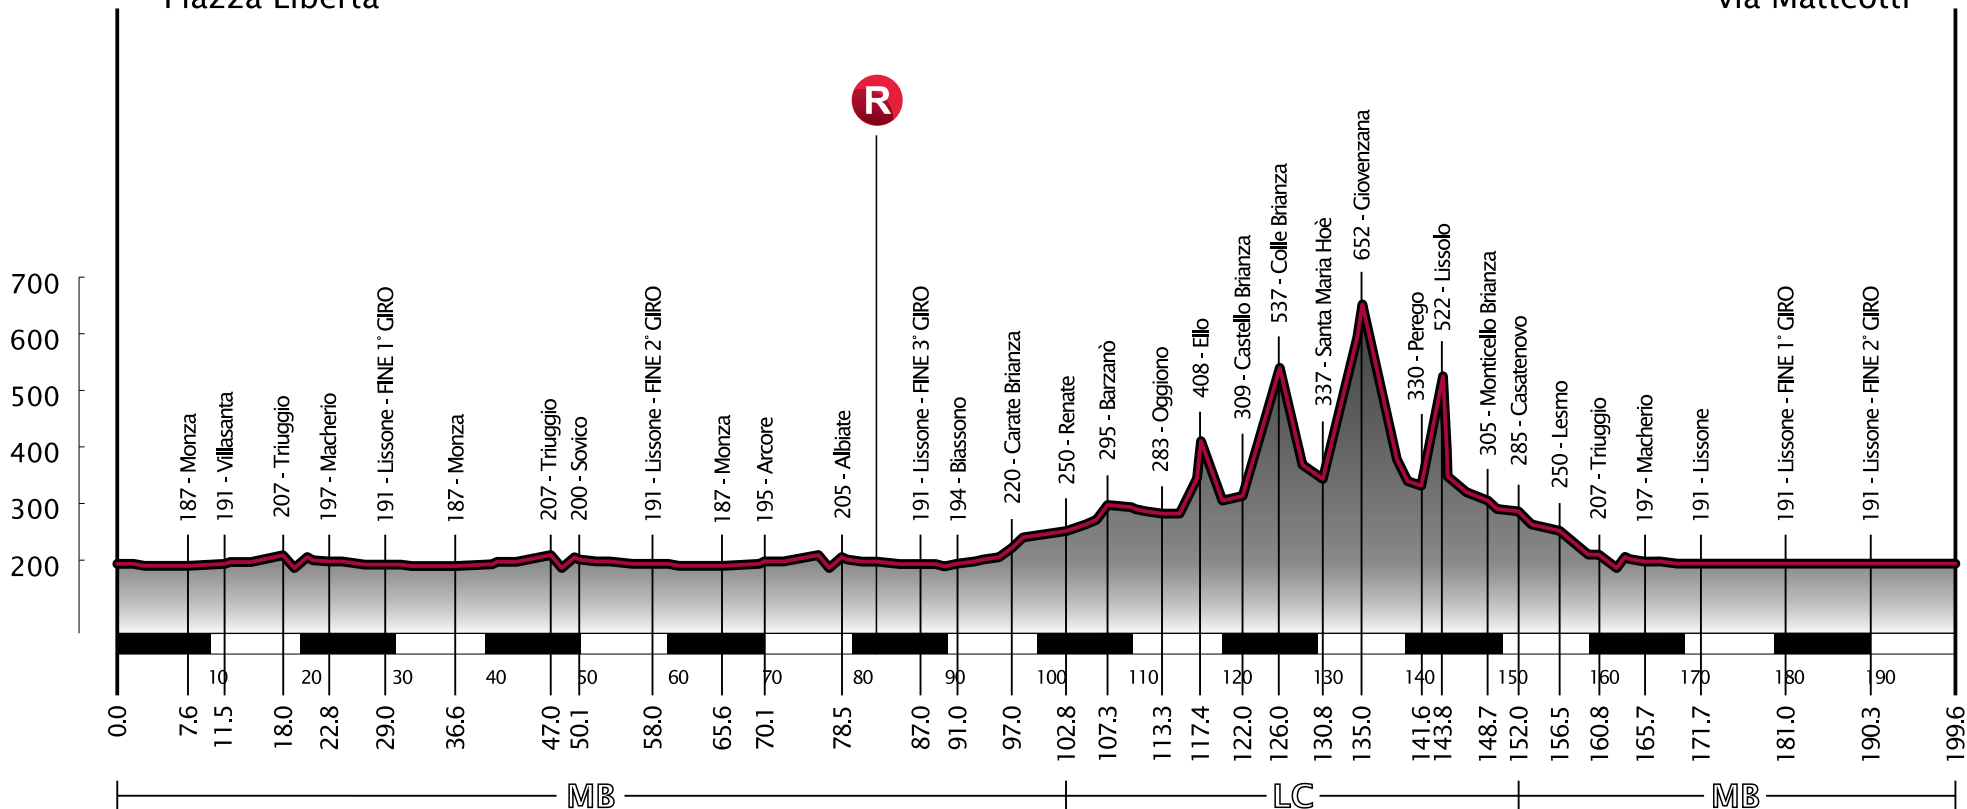 Piazza Libertà
Via Matteotti
R
700
600
500
400
300
200
187 - Monza
191 - Villasanta
207 - Triuggio
197 - Macherio
191 - Lissone - FINE 1° GIRO
187 - Monza
207 - Triuggio
200 - Sovico
191 - Lissone - FINE 2° GIRO
187 - Monza
195 - Arcore
205 - Albiate
191 - Lissone - FINE 3° GIRO
194 - Biassono
220 - Carate Brianza
250 - Renate
295 - Barzanò
283 - Oggiono
408 - Ello
309 - Castello Brianza
537 - Colle Brianza
337 - Santa Maria Hoè
652 - Giovenzana
330 - Perego
522 - Lissolo
305 - Monticello Brianza
285 - Casatenovo
250 - Lesmo
207 - Triuggio
197 - Macherio
191 - Lissone
191 - Lissone - FINE 1° GIRO
191 - Lissone - FINE 2° GIRO
10 20 30 40 50 60 70 80 90 100 110 120 130 140 150 160 170 180 190
0.0
7.6
11.5
18.0
22.8
29.0
36.6
47.0
50.1
58.0
65.6
70.1
78.5
87.0
91.0
97.0
102.8
107.3
113.3
117.4
122.0
126.0
130.8
135.0
141.6
143.8
148.7
152.0
156.5
160.8
165.7
171.7
181.0
190.3
199.6
MB LC MB